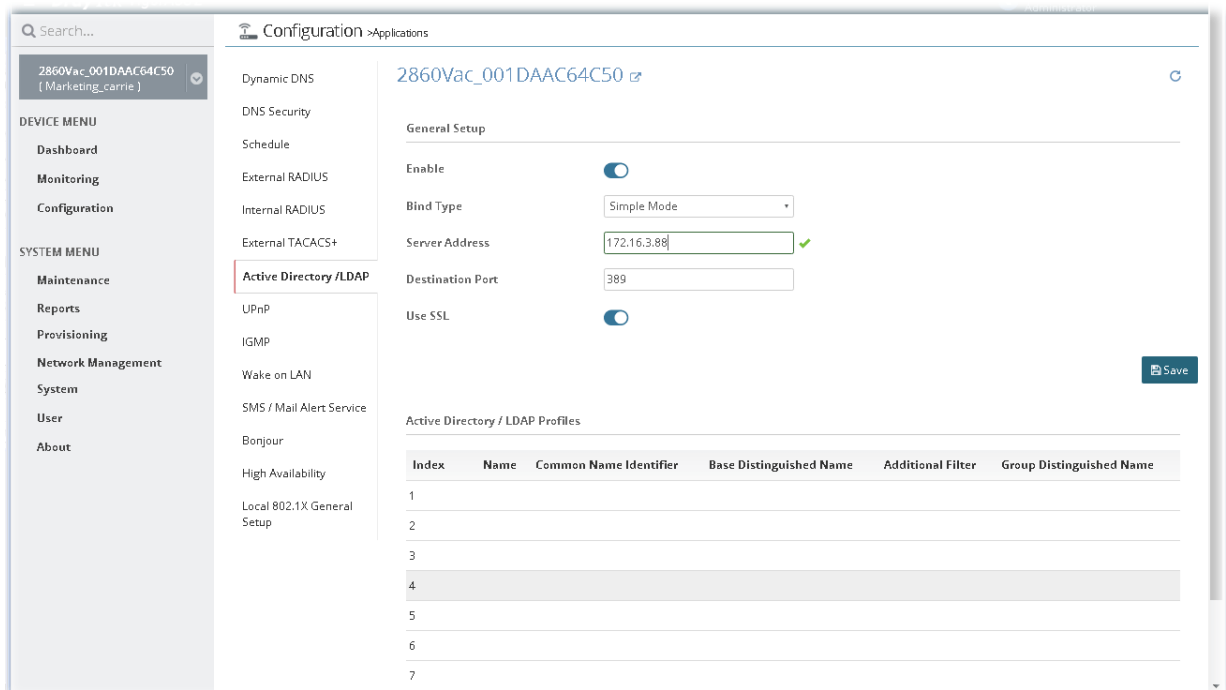 Search...
2860Vac_001DAAC64C50
[ Marketing_carrie ]
DEVICE MENU
Dashboard
Monitoring
Configuration
SYSTEM MENU
Maintenance
Reports
Provisioning
Network Management
System
User
About
Configuration >Applications
Dynamic DNS
DNS Security
Schedule
External RADIUS
Internal RADIUS
External TACACS+
Active Directory /LDAP
UPnP
IGMP
Wake on LAN
SMS / Mail Alert Service
Bonjour
High Availability
Local 802.1X General
Setup
2860Vac_001DAAC64C50
General Setup
Enable
Bind Type Simple Mode
Server Address 172.16.3.88
Destination Port 389
Use SSL
Save
Active Directory / LDAP Profiles
Index Name Common Name Identifier Base Distinguished Name Additional Filter Group Distinguished Name
1
2
3
4
5
6
7